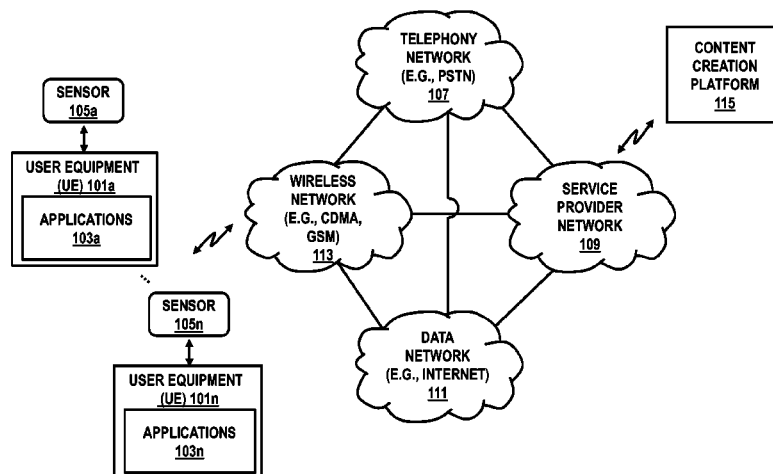 TELEPHONY
NETWORK
(E.G., PSTN)
107
CONTENT
CREATION
PLATFORM
115
SENSOR
105a
USER EQUIPMENT
(UE) 101a
APPLICATIONS
103a
WIRELESS
NETWORK
(E.G., CDMA,
GSM)
113
SERVICE
PROVIDER
NETWORK
109
...
SENSOR
105n
USER EQUIPMENT
(UE) 101n
APPLICATIONS
103n
DATA
NETWORK
(E.G., INTERNET)
111